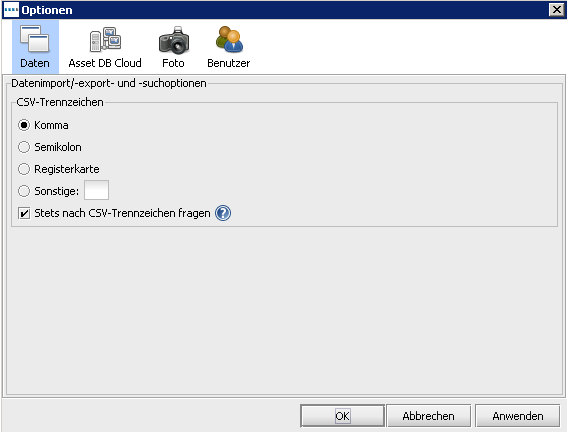 Optionen
Daten
Asset DB Cloud
Foto
Benutzer
Datenimport/-export- und -suchoptionen
CSV-Trennzeichen
Komma
Semikolon
Registerkarte
Sonstige:
Stets nach CSV-Trennzeichen fragen ?
OK
Abbrechen
Anwenden